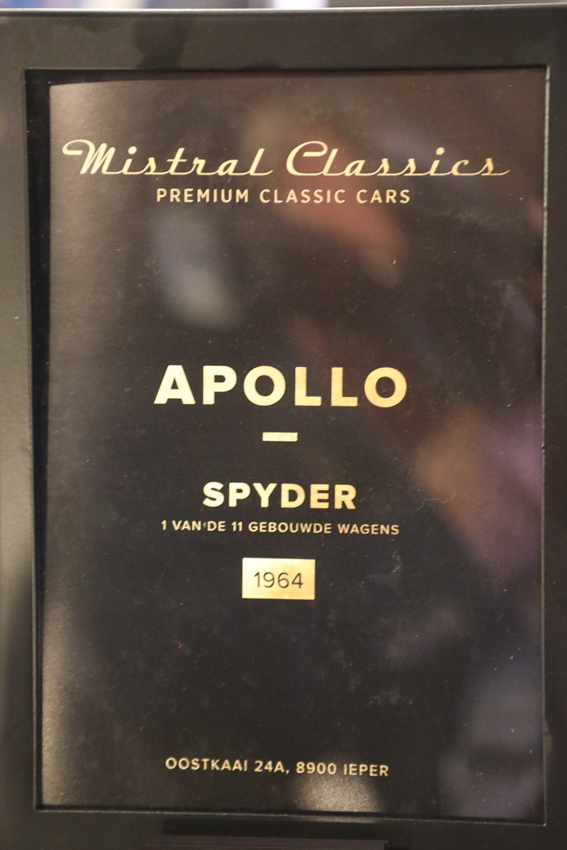 Mistral Classics
PREMIUM CLASSIC CARS
APOLLO
SPYDER
1 VAN DE 11 GEBOUWDE WAGENS
1964
OOSTKAAI 24A, 8900 IEPER